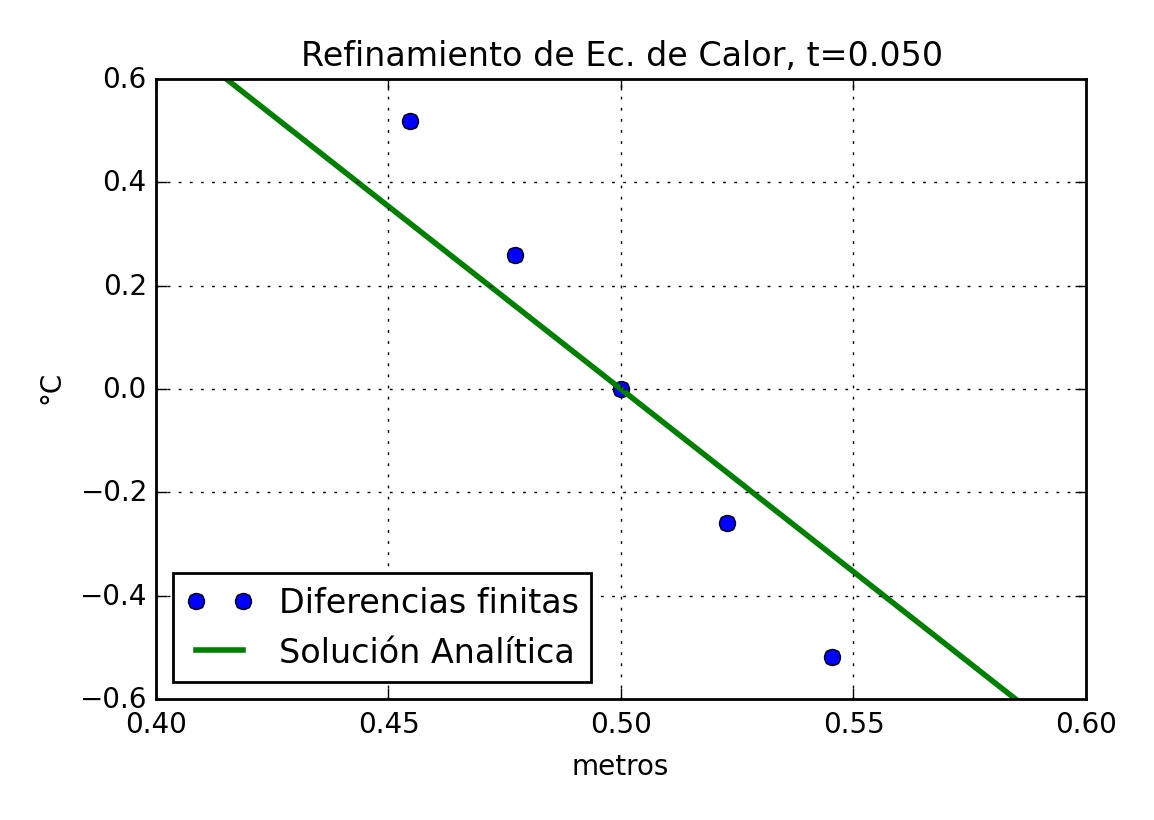 Refinamiento de Ec. de Calor, t=0.050
0.6
0.4
0.2
0.0
−0.2
−0.4
−0.6
°C
Diferencias finitas
Solución Analítica
0.40 0.45 0.50 0.55 0.60
metros